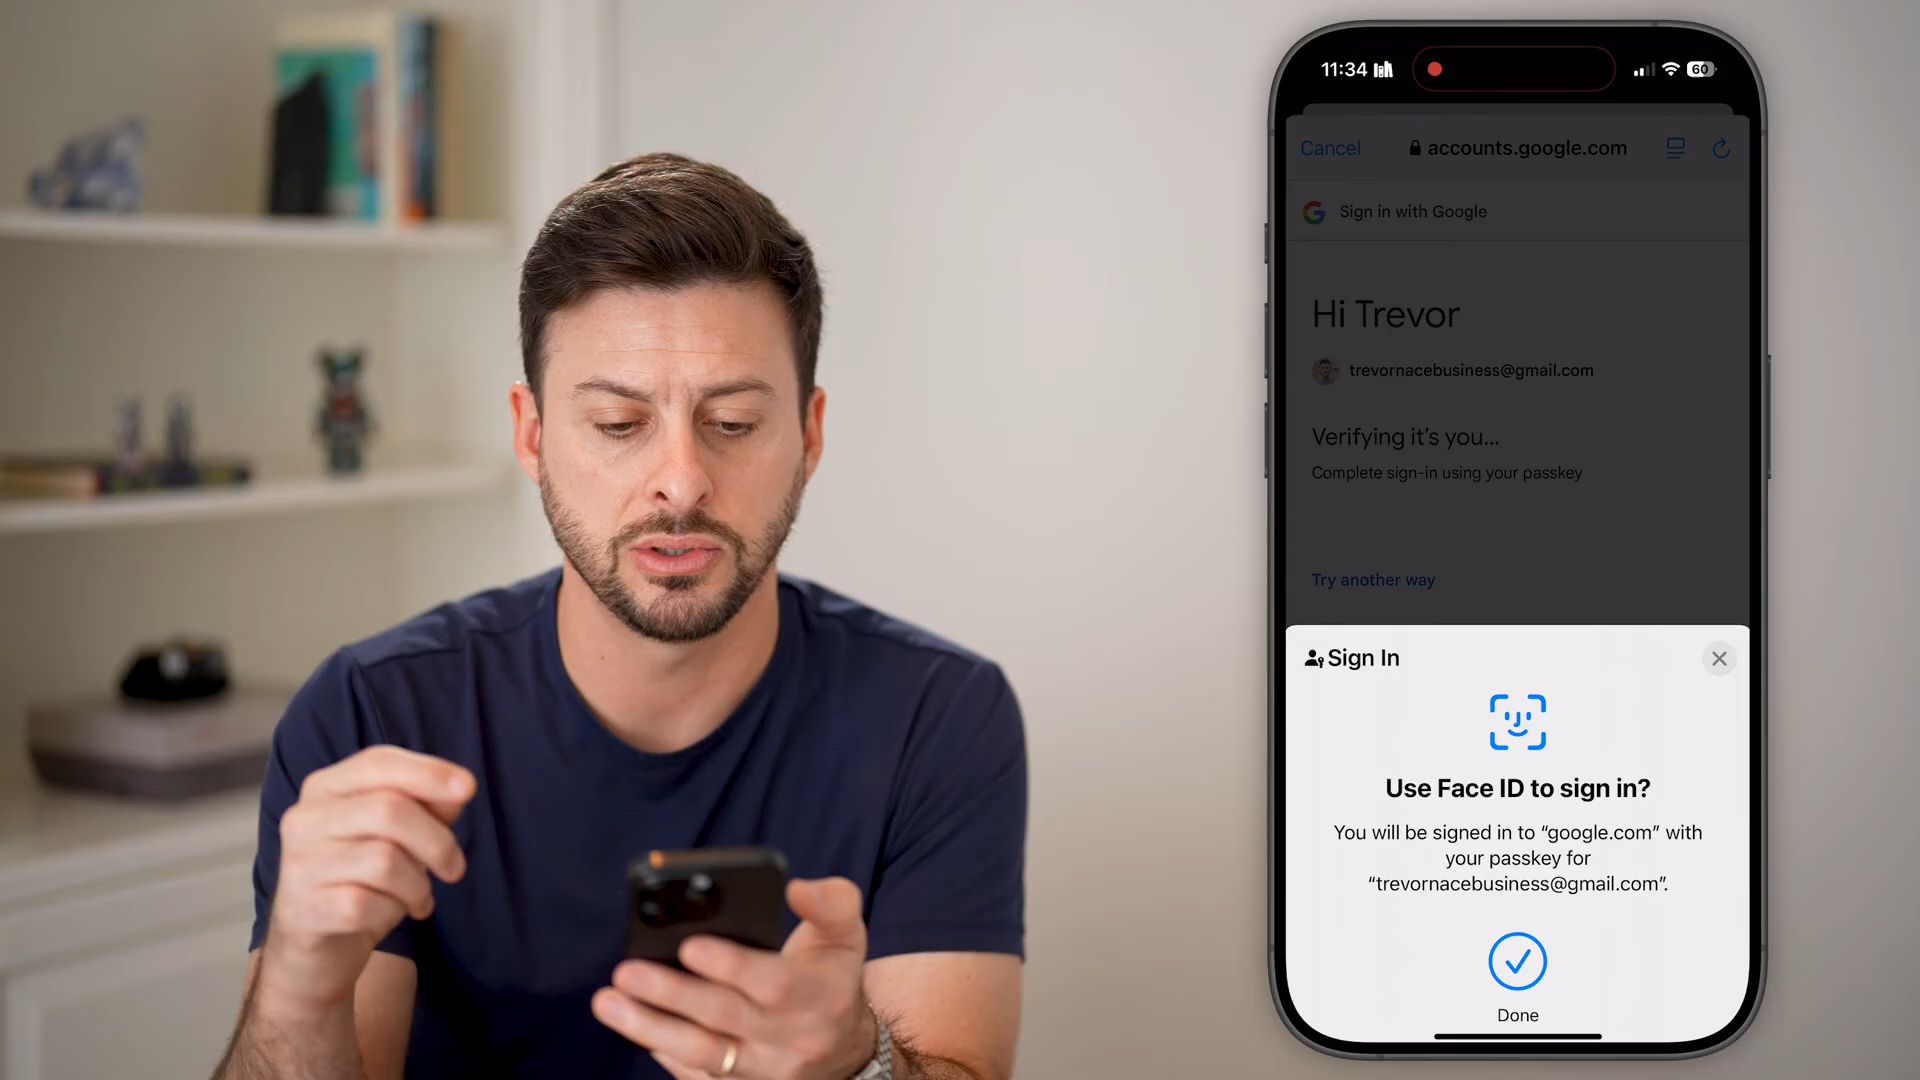 11:34
60
Cancel
accounts.google.com
Sign in with Google
Hi Trevor
trevornacebusiness@gmail.com
Verifying it's you...
Complete sign-in using your passkey
Try another way
Sign In
Use Face ID to sign in?
You will be signed in to “google.com” with
your passkey for
“trevornacebusiness@gmail.com”.
Done